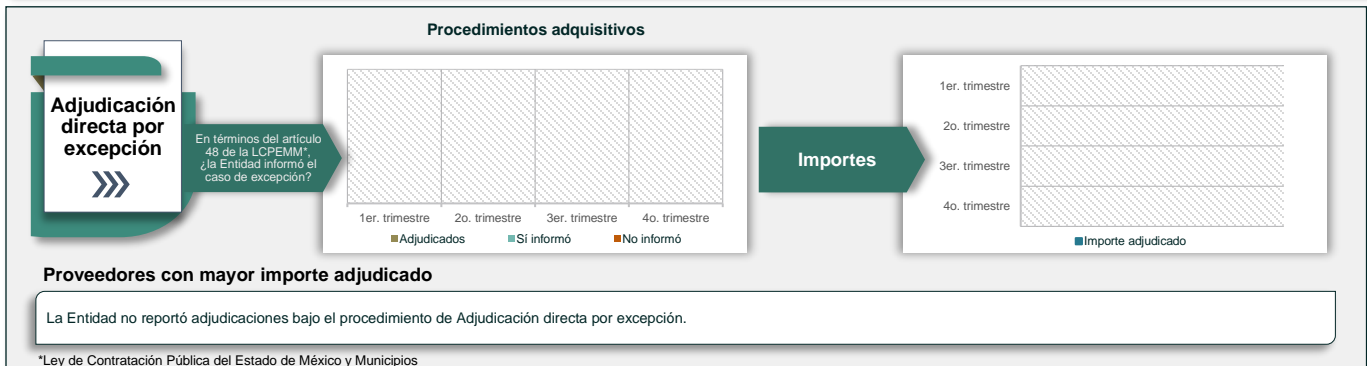 Procedimientos adquisitivos
Adjudicación
directa por
excepción
En términos del artículo
48 de la LCPEMM*,
¿la Entidad informó el
caso de excepción?
1er. trimestre 2o. trimestre 3er. trimestre 4o. trimestre
Adjudicados Sí informó No informó
Importes
1er. trimestre
2o. trimestre
3er. trimestre
4o. trimestre
Importe adjudicado
Proveedores con mayor importe adjudicado
La Entidad no reportó adjudicaciones bajo el procedimiento de Adjudicación directa por excepción.
*Ley de Contratación Pública del Estado de México y Municipios